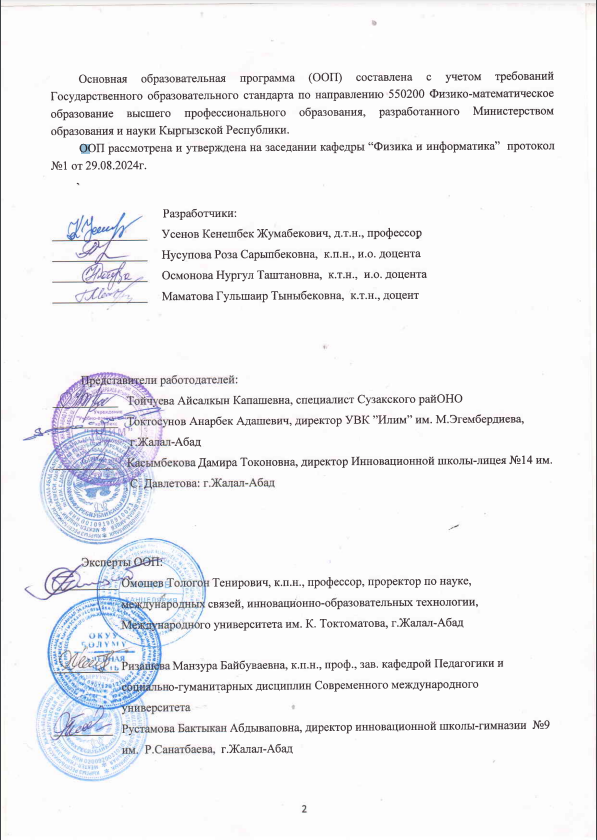 Основная образовательная программа (ООП) составлена с учетом требований
Государственного образовательного стандарта по направлению 550200 Физико-математическое
образование высшего профессионального образования, разработанного Министерством
образования и науки Кыргызской Республики.
ООП рассмотрена и утверждена на заседании кафедры “Физика и информатика” протокол
№1 от 29.08.2024г.
Разработчики:
Усенов Кенешбек Жумабекович, д.т.н., профессор
Нусупова Роза Сарыпбековна, к.п.н., и.о. доцента
Осмонова Нургул Таштановна, к.т.н., и.о. доцента
Маматова Гульшаир Тыныбековна, к.т.н., доцент
Представители работодателей:
Тойчуева Айсалкын Капашевна, специалист Сузакского райОНО
Токтосунов Анарбек Адашевич, директор УВК ”Илим” им. М.Эгембердиева,
г.Жалал-Абад
Касымбекова Дамира Токоновна, директор Инновационной школы-лицея №14 им.
С. Давлетова: г.Жалал-Абад
Эксперты ООП:
Омошев Тологон Тенирович, к.п.н., профессор, проректор по науке,
международных связей, инновационно-образовательных технологии,
Международного университета им. К. Токтоматова, г.Жалал-Абад
ОКУУ
БӨЛҮМҮ
Ризаева Манзура Байбуваевна, к.п.н., проф., зав. кафедрой Педагогики и
социально-гуманитарных дисциплин Современного международного
университета
Рустамова Бактыкан Абдываповна, директор инновационной школы-гимназии №9
им. Р.Санатбаева, г.Жалал-Абад
2